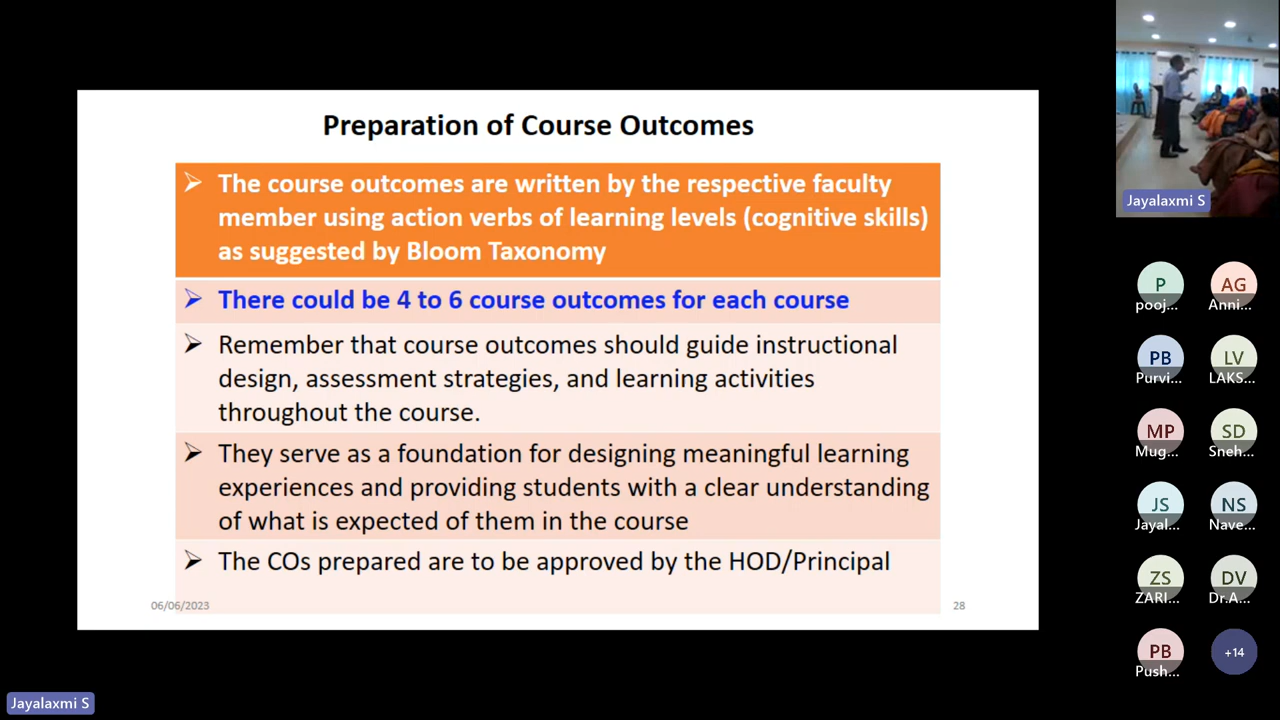 Preparation of Course Outcomes
➢ The course outcomes are written by the respective faculty
member using action verbs of learning levels (cognitive skills)
as suggested by Bloom Taxonomy
➢ There could be 4 to 6 course outcomes for each course
➢ Remember that course outcomes should guide instructional
design, assessment strategies, and learning activities
throughout the course.
➢ They serve as a foundation for designing meaningful learning
experiences and providing students with a clear understanding
of what is expected of them in the course
➢ The COs prepared are to be approved by the HOD/Principal
06/06/2023
28
Jayalaxmi S
P
AG
pooj...
Anni...
PB
LV
Purvi...
LAKS...
MP
SD
Mug...
Sneh...
JS
NS
Jayal...
Nave...
ZS
DV
ZARI...
Dr.A...
PB
+14
Push...
Jayalaxmi S